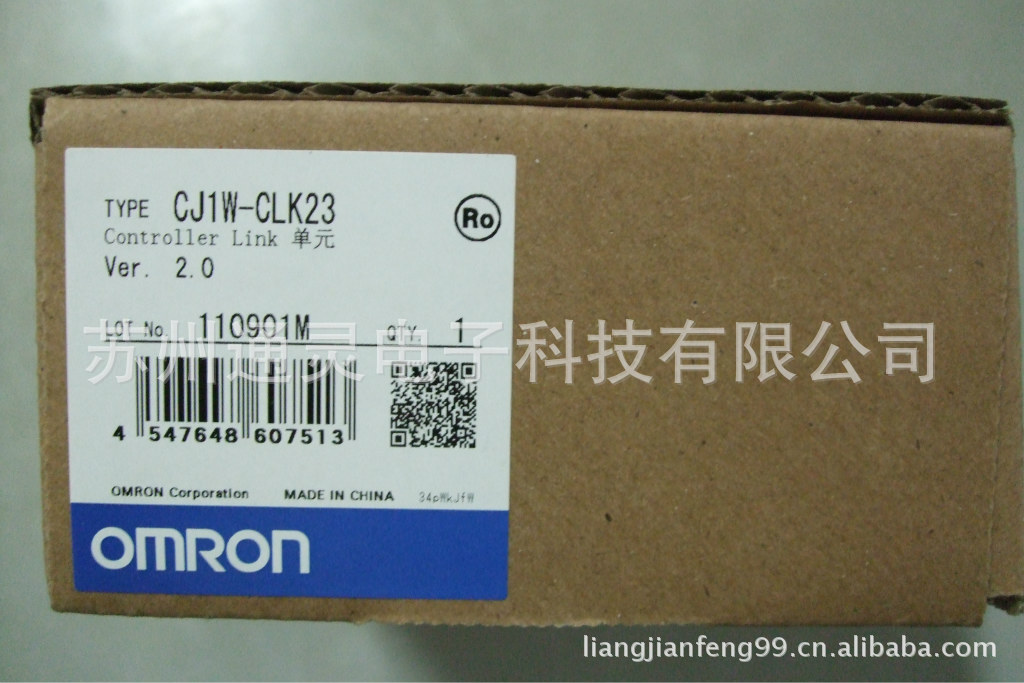 TYPE CJ1W-CLK23
Ro
Controller Link 单元
Ver. 2.0
LOT No. 110901M QTY. 1
苏州通灵电子科技有限公司
4 547648 607513
OMRON Corporation MADE IN CHINA 34pWkJfW
OMRON
liangjianfeng99.cn.alibaba.com